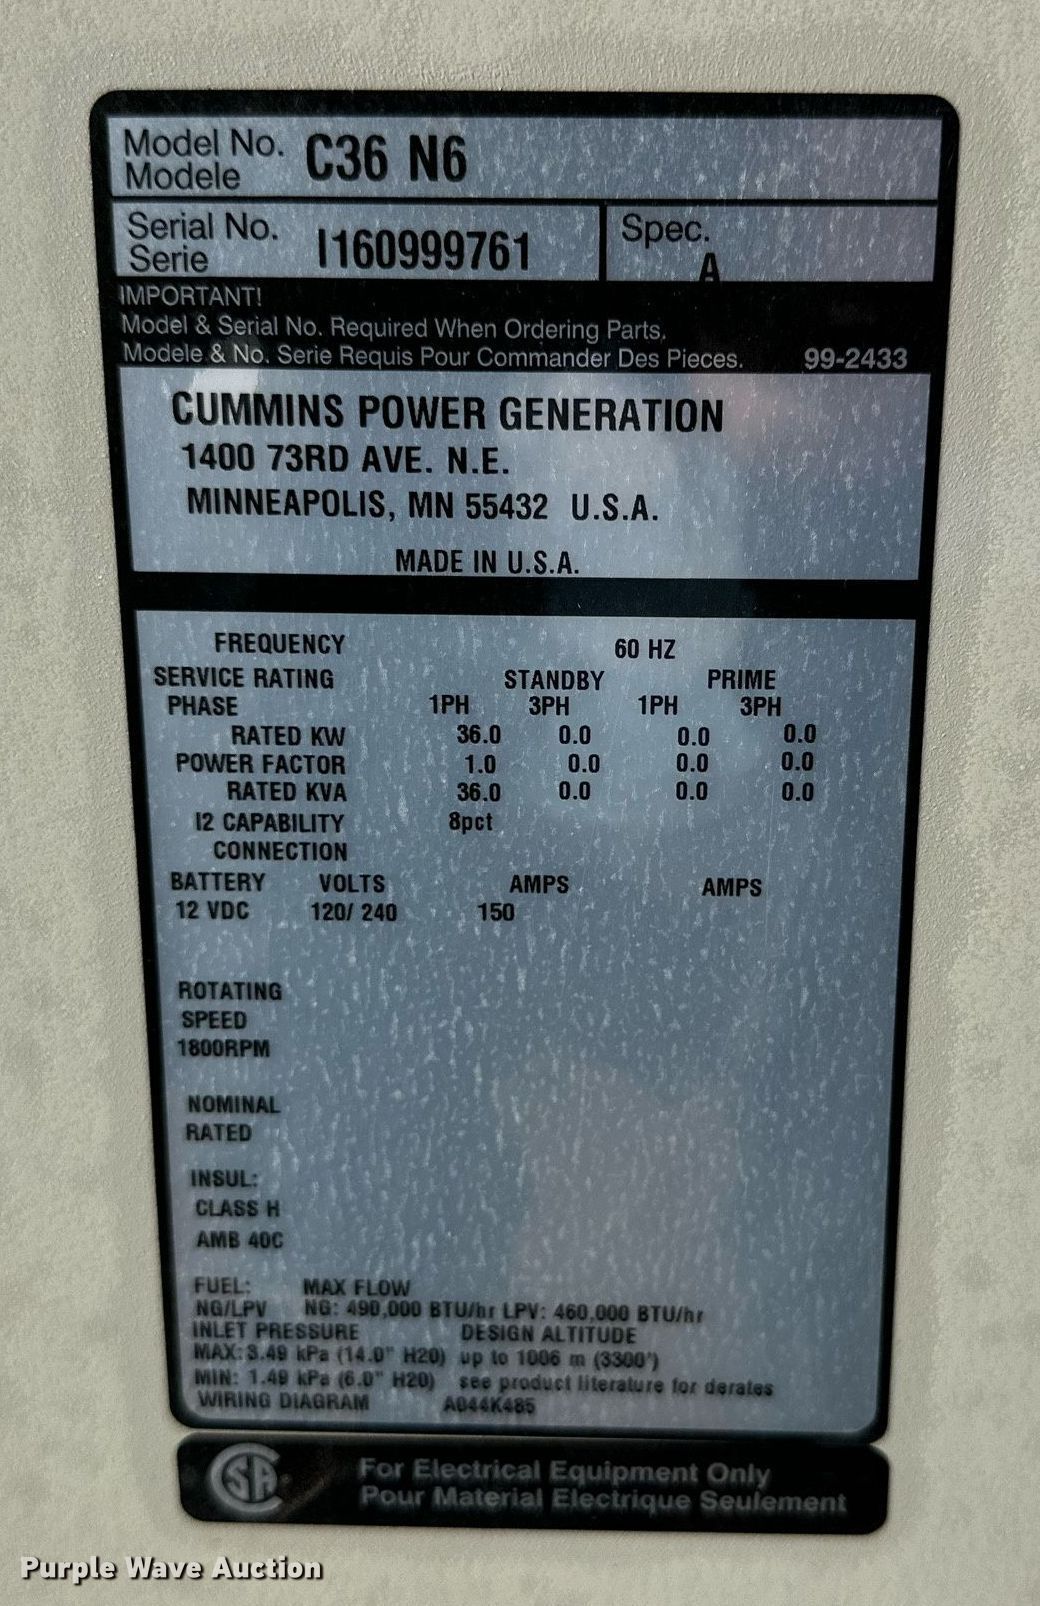 Model No. C36 N6
Modele
Serial No. I160999761 Spec.
Serie A
IMPORTANT!
Model & Serial No. Required When Ordering Parts.
Modele & No. Serie Requis Pour Commander Des Pieces. 99-2433
CUMMINS POWER GENERATION
1400 73RD AVE. N.E.
MINNEAPOLIS, MN 55432 U.S.A.
MADE IN U.S.A.
FREQUENCY 60 HZ
SERVICE RATING STANDBY PRIME
PHASE 1PH 3PH 1PH 3PH
RATED KW 36.0 0.0 0.0 0.0
POWER FACTOR 1.0 0.0 0.0 0.0
RATED KVA 36.0 0.0 0.0 0.0
I2 CAPABILITY 8pct
CONNECTION
BATTERY VOLTS AMPS AMPS
12 VDC 120/ 240 150
ROTATING
SPEED
1800RPM
NOMINAL
RATED
INSUL:
CLASS H
AMB 40C
FUEL: MAX FLOW
NG/LPV NG: 490,000 BTU/hr LPV: 460,000 BTU/hr
INLET PRESSURE DESIGN ALTITUDE
MAX: 3.49 kPa (14.0" H20) up to 1006 m (3300')
MIN: 1.49 kPa (6.0" H20) see product literature for derates
WIRING DIAGRAM A044K485
CSA
For Electrical Equipment Only
Pour Material Electrique Seulement
Purple Wave Auction